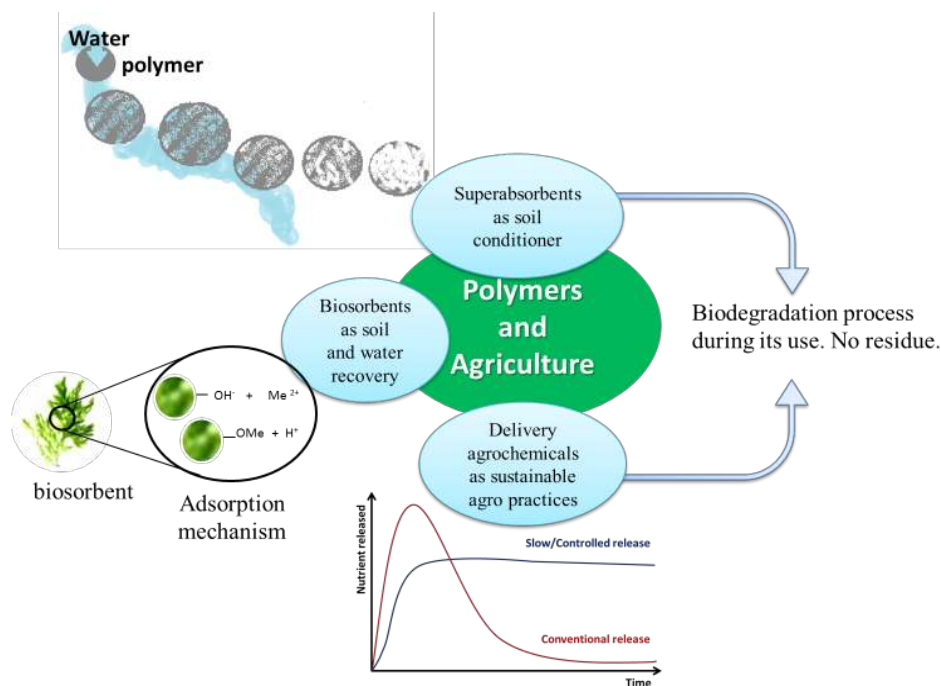 Water
polymer
Superabsorbents
as soil
conditioner
Polymers
and
Agriculture
Biosorbents
as soil
and water
recovery
Biodegradation process
during its use. No residue.
OH⁻ + Me²⁺
OMe + H⁺
biosorbent
Adsorption
mechanism
Delivery
agrochemicals
as sustainable
agro practices
Nutrient released
Slow/Controlled release
Conventional release
Time